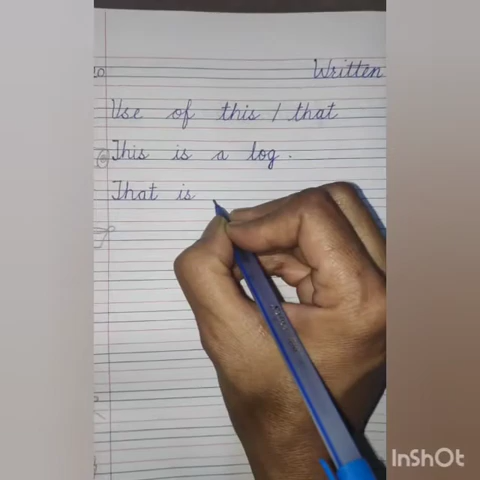 Written
Use of this / that
This is a log.
That is
InShOt